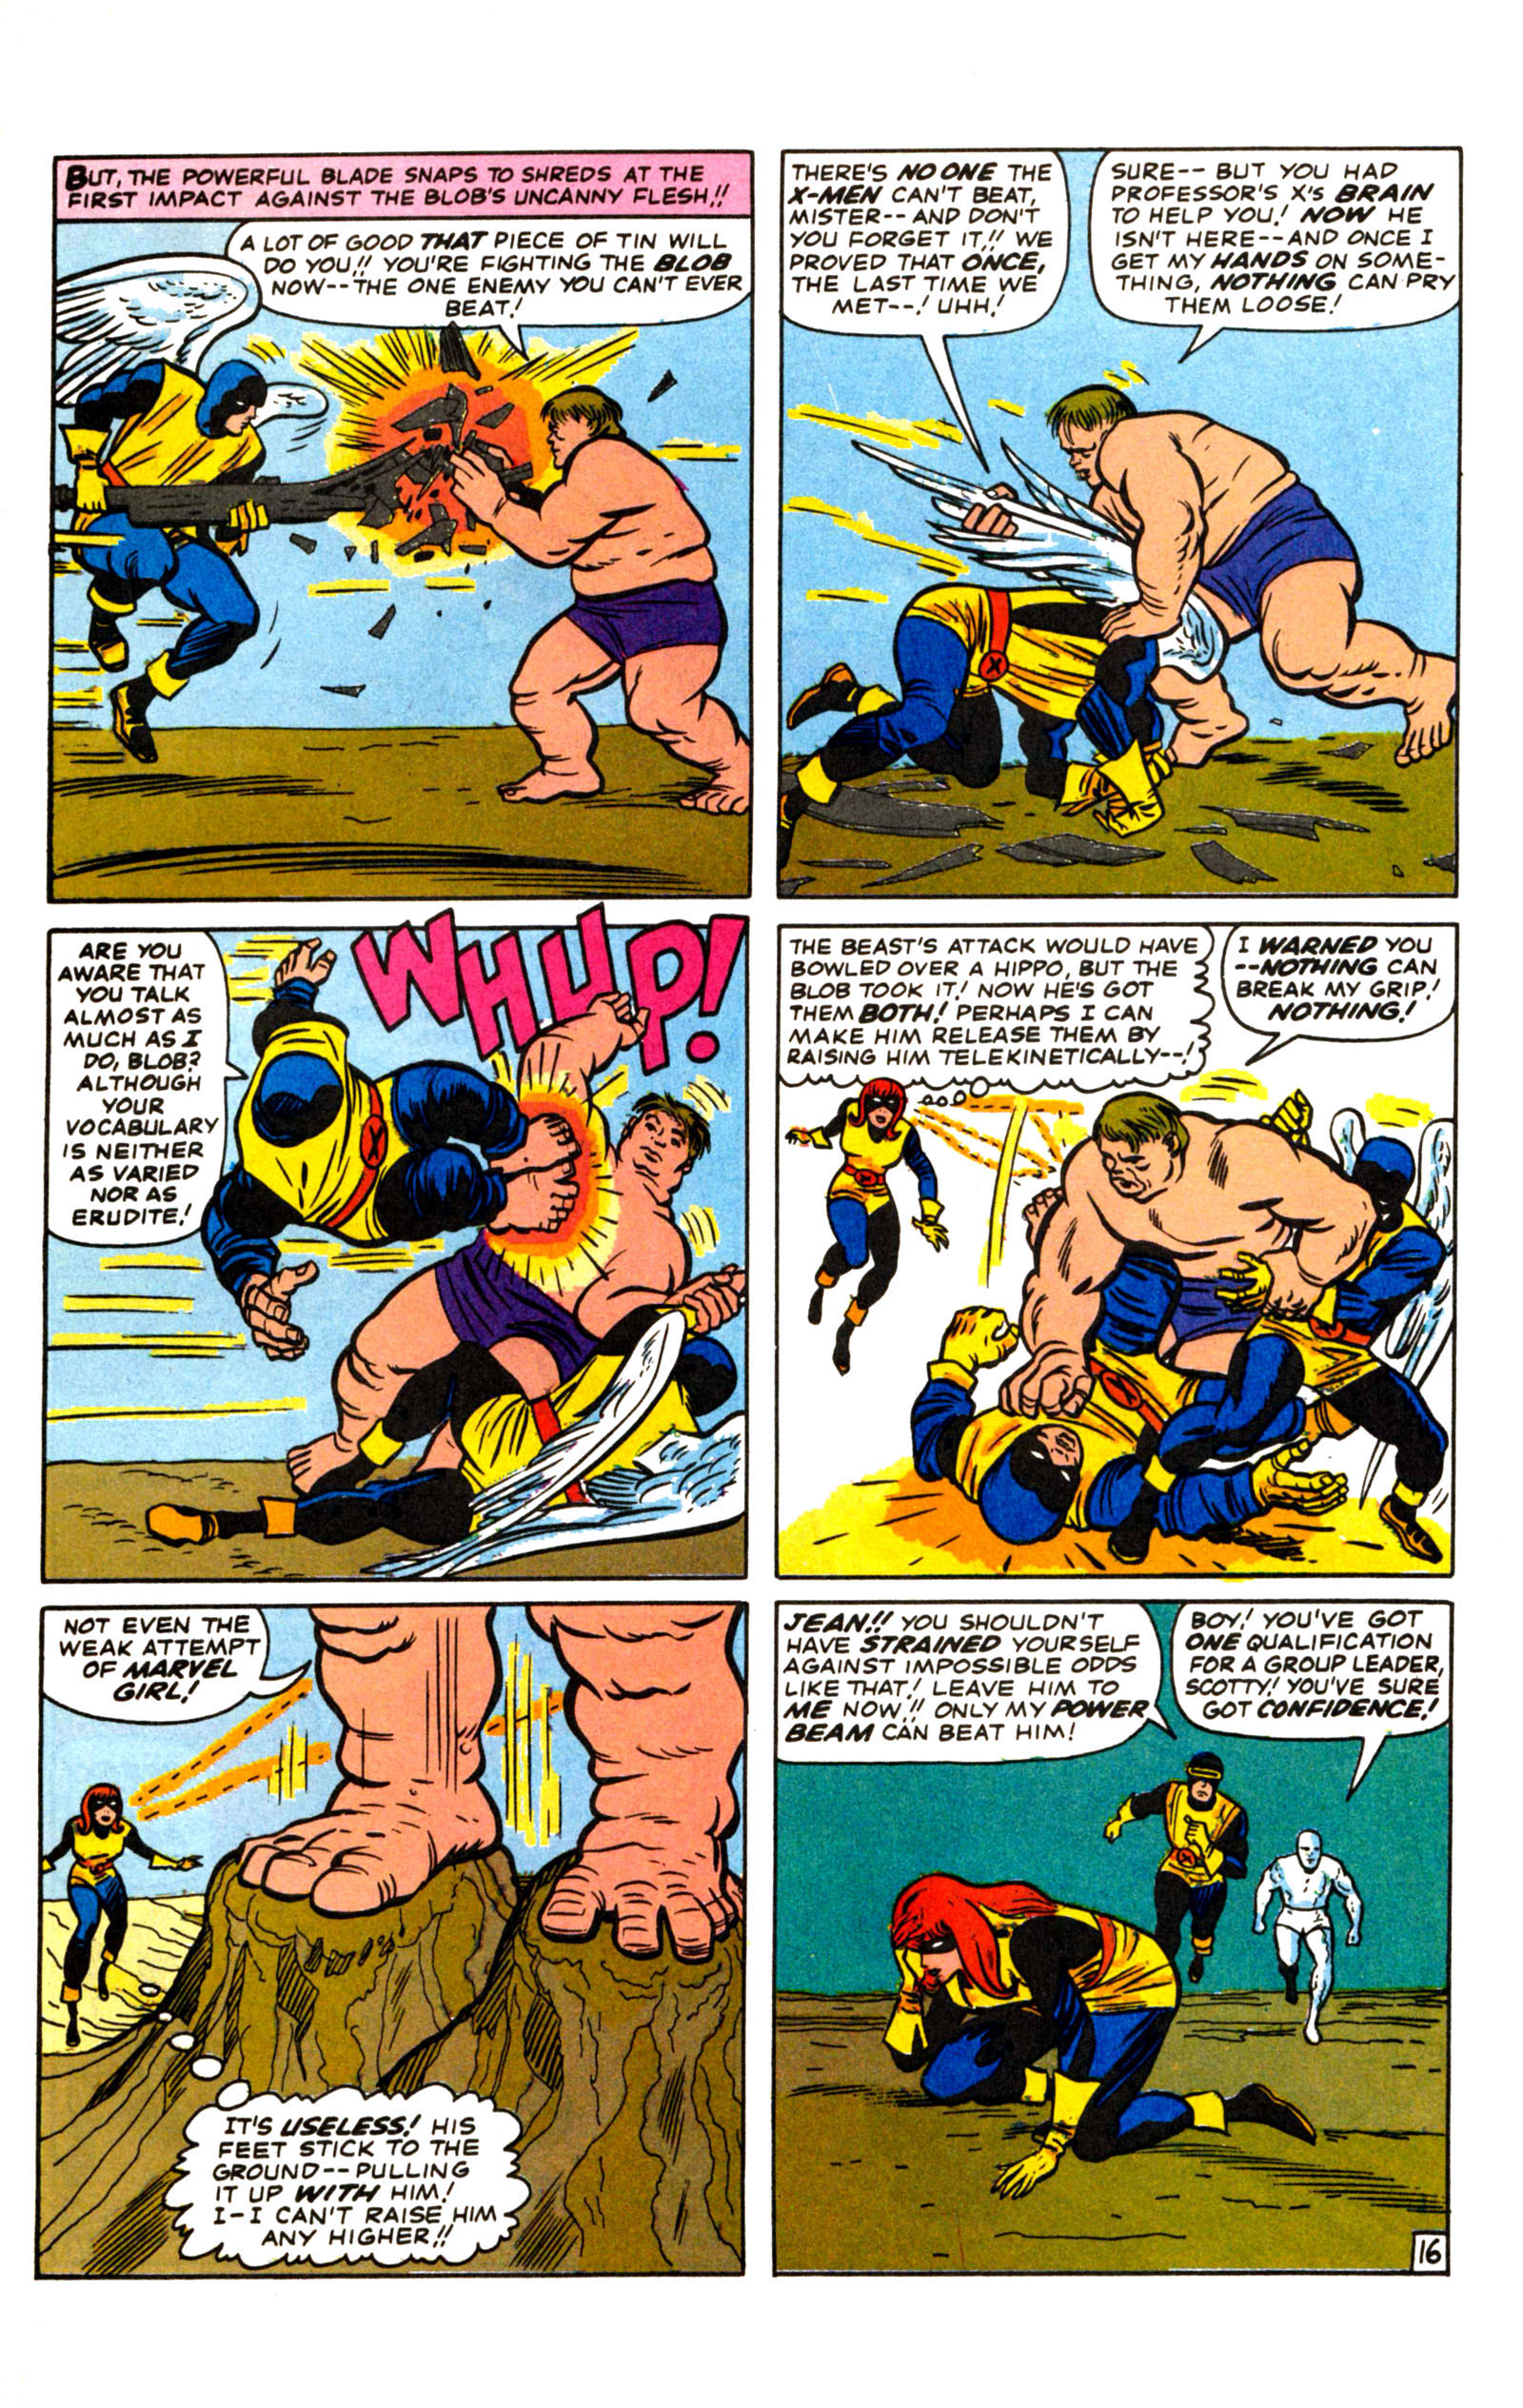 BUT, THE POWERFUL BLADE SNAPS TO SHREDS AT THE
FIRST IMPACT AGAINST THE BLOB'S UNCANNY FLESH!!
A LOT OF GOOD THAT PIECE OF TIN WILL
DO YOU!! YOU'RE FIGHTING THE BLOB
NOW--THE ONE ENEMY YOU CAN'T EVER
BEAT!
THERE'S NO ONE THE
X-MEN CAN'T BEAT,
MISTER--AND DON'T
YOU FORGET IT!! WE
PROVED THAT ONCE,
THE LAST TIME WE
MET--! UHH!
SURE--BUT YOU HAD
PROFESSOR'S X'S BRAIN
TO HELP YOU! NOW HE
ISN'T HERE--AND ONCE I
GET MY HANDS ON SOME-
THING, NOTHING CAN PRY
THEM LOOSE!
ARE YOU
AWARE THAT
YOU TALK
ALMOST AS
MUCH AS I
DO, BLOB?
ALTHOUGH
YOUR
VOCABULARY
IS NEITHER
AS VARIED
NOR AS
ERUDITE!
WHUP!
X
THE BEAST'S ATTACK WOULD HAVE
BOWLED OVER A HIPPO, BUT THE
BLOB TOOK IT! NOW HE'S GOT
THEM BOTH! PERHAPS I CAN
MAKE HIM RELEASE THEM BY
RAISING HIM TELEKINETICALLY--!
I WARNED YOU
--NOTHING CAN
BREAK MY GRIP!
NOTHING!
NOT EVEN THE
WEAK ATTEMPT
OF MARVEL
GIRL!
IT'S USELESS! HIS
FEET STICK TO THE
GROUND--PULLING
IT UP WITH HIM!
I-I CAN'T RAISE HIM
ANY HIGHER!!
JEAN!! YOU SHOULDN'T
HAVE STRAINED YOURSELF
AGAINST IMPOSSIBLE ODDS
LIKE THAT! LEAVE HIM TO
ME NOW!! ONLY MY POWER
BEAM CAN BEAT HIM!
BOY! YOU'VE GOT
ONE QUALIFICATION
FOR A GROUP LEADER,
SCOTTY! YOU'VE SURE
GOT CONFIDENCE!
16